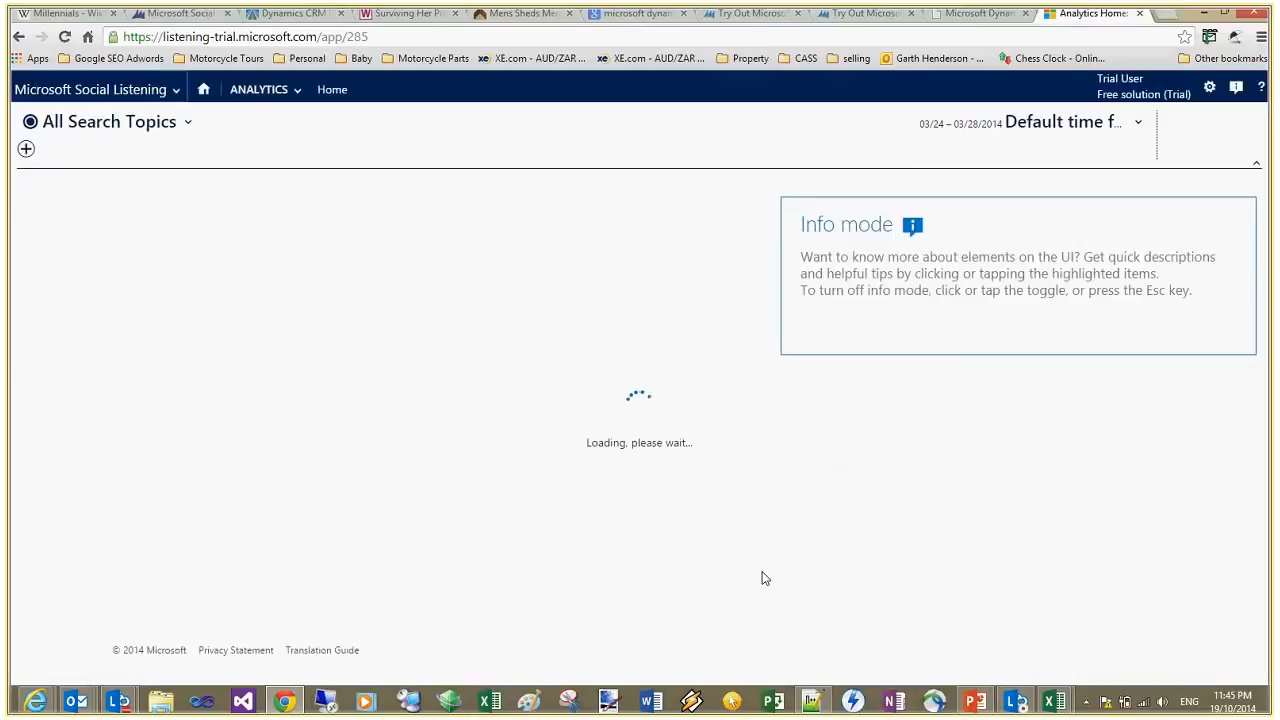 Millennals - Wik
Microsoft Social
Dynamics CRM
Surviving Her Pr
Mens Sheds Mer
microsoft dynam
Try Out Microso
Try Out Microso
Microsoft Dynar
Analytics Home:
https://listening-trial.microsoft.com/app/285
Apps
Google SEO Adwords
Motorcycle Tours
Personal
Baby
Motorcycle Parts
XE.com - AUD/ZAR ...
XE.com - AUD/ZAR ...
Property
CASS
selling
Garth Henderson - ...
Chess Clock - Onlin...
Other bookmarks
Microsoft Social Listening
ANALYTICS
Home
Trial User
Free solution (Trial)
All Search Topics
03/24 – 03/28/2014 Default time f...
Info mode
Want to know more about elements on the UI? Get quick descriptions
and helpful tips by clicking or tapping the highlighted items.
To turn off info mode, click or tap the toggle, or press the Esc key.
Loading, please wait...
© 2014 Microsoft
Privacy Statement
Translation Guide
ENG
11:45 PM
19/10/2014